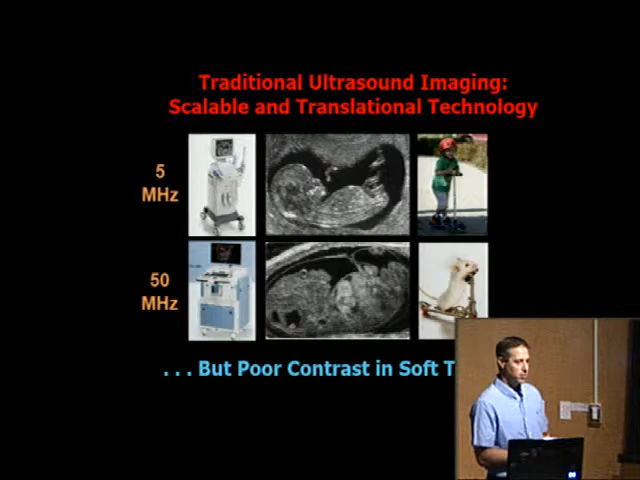 Traditional Ultrasound Imaging:
Scalable and Translational Technology
5
MHz
50
MHz
. . . But Poor Contrast in Soft T